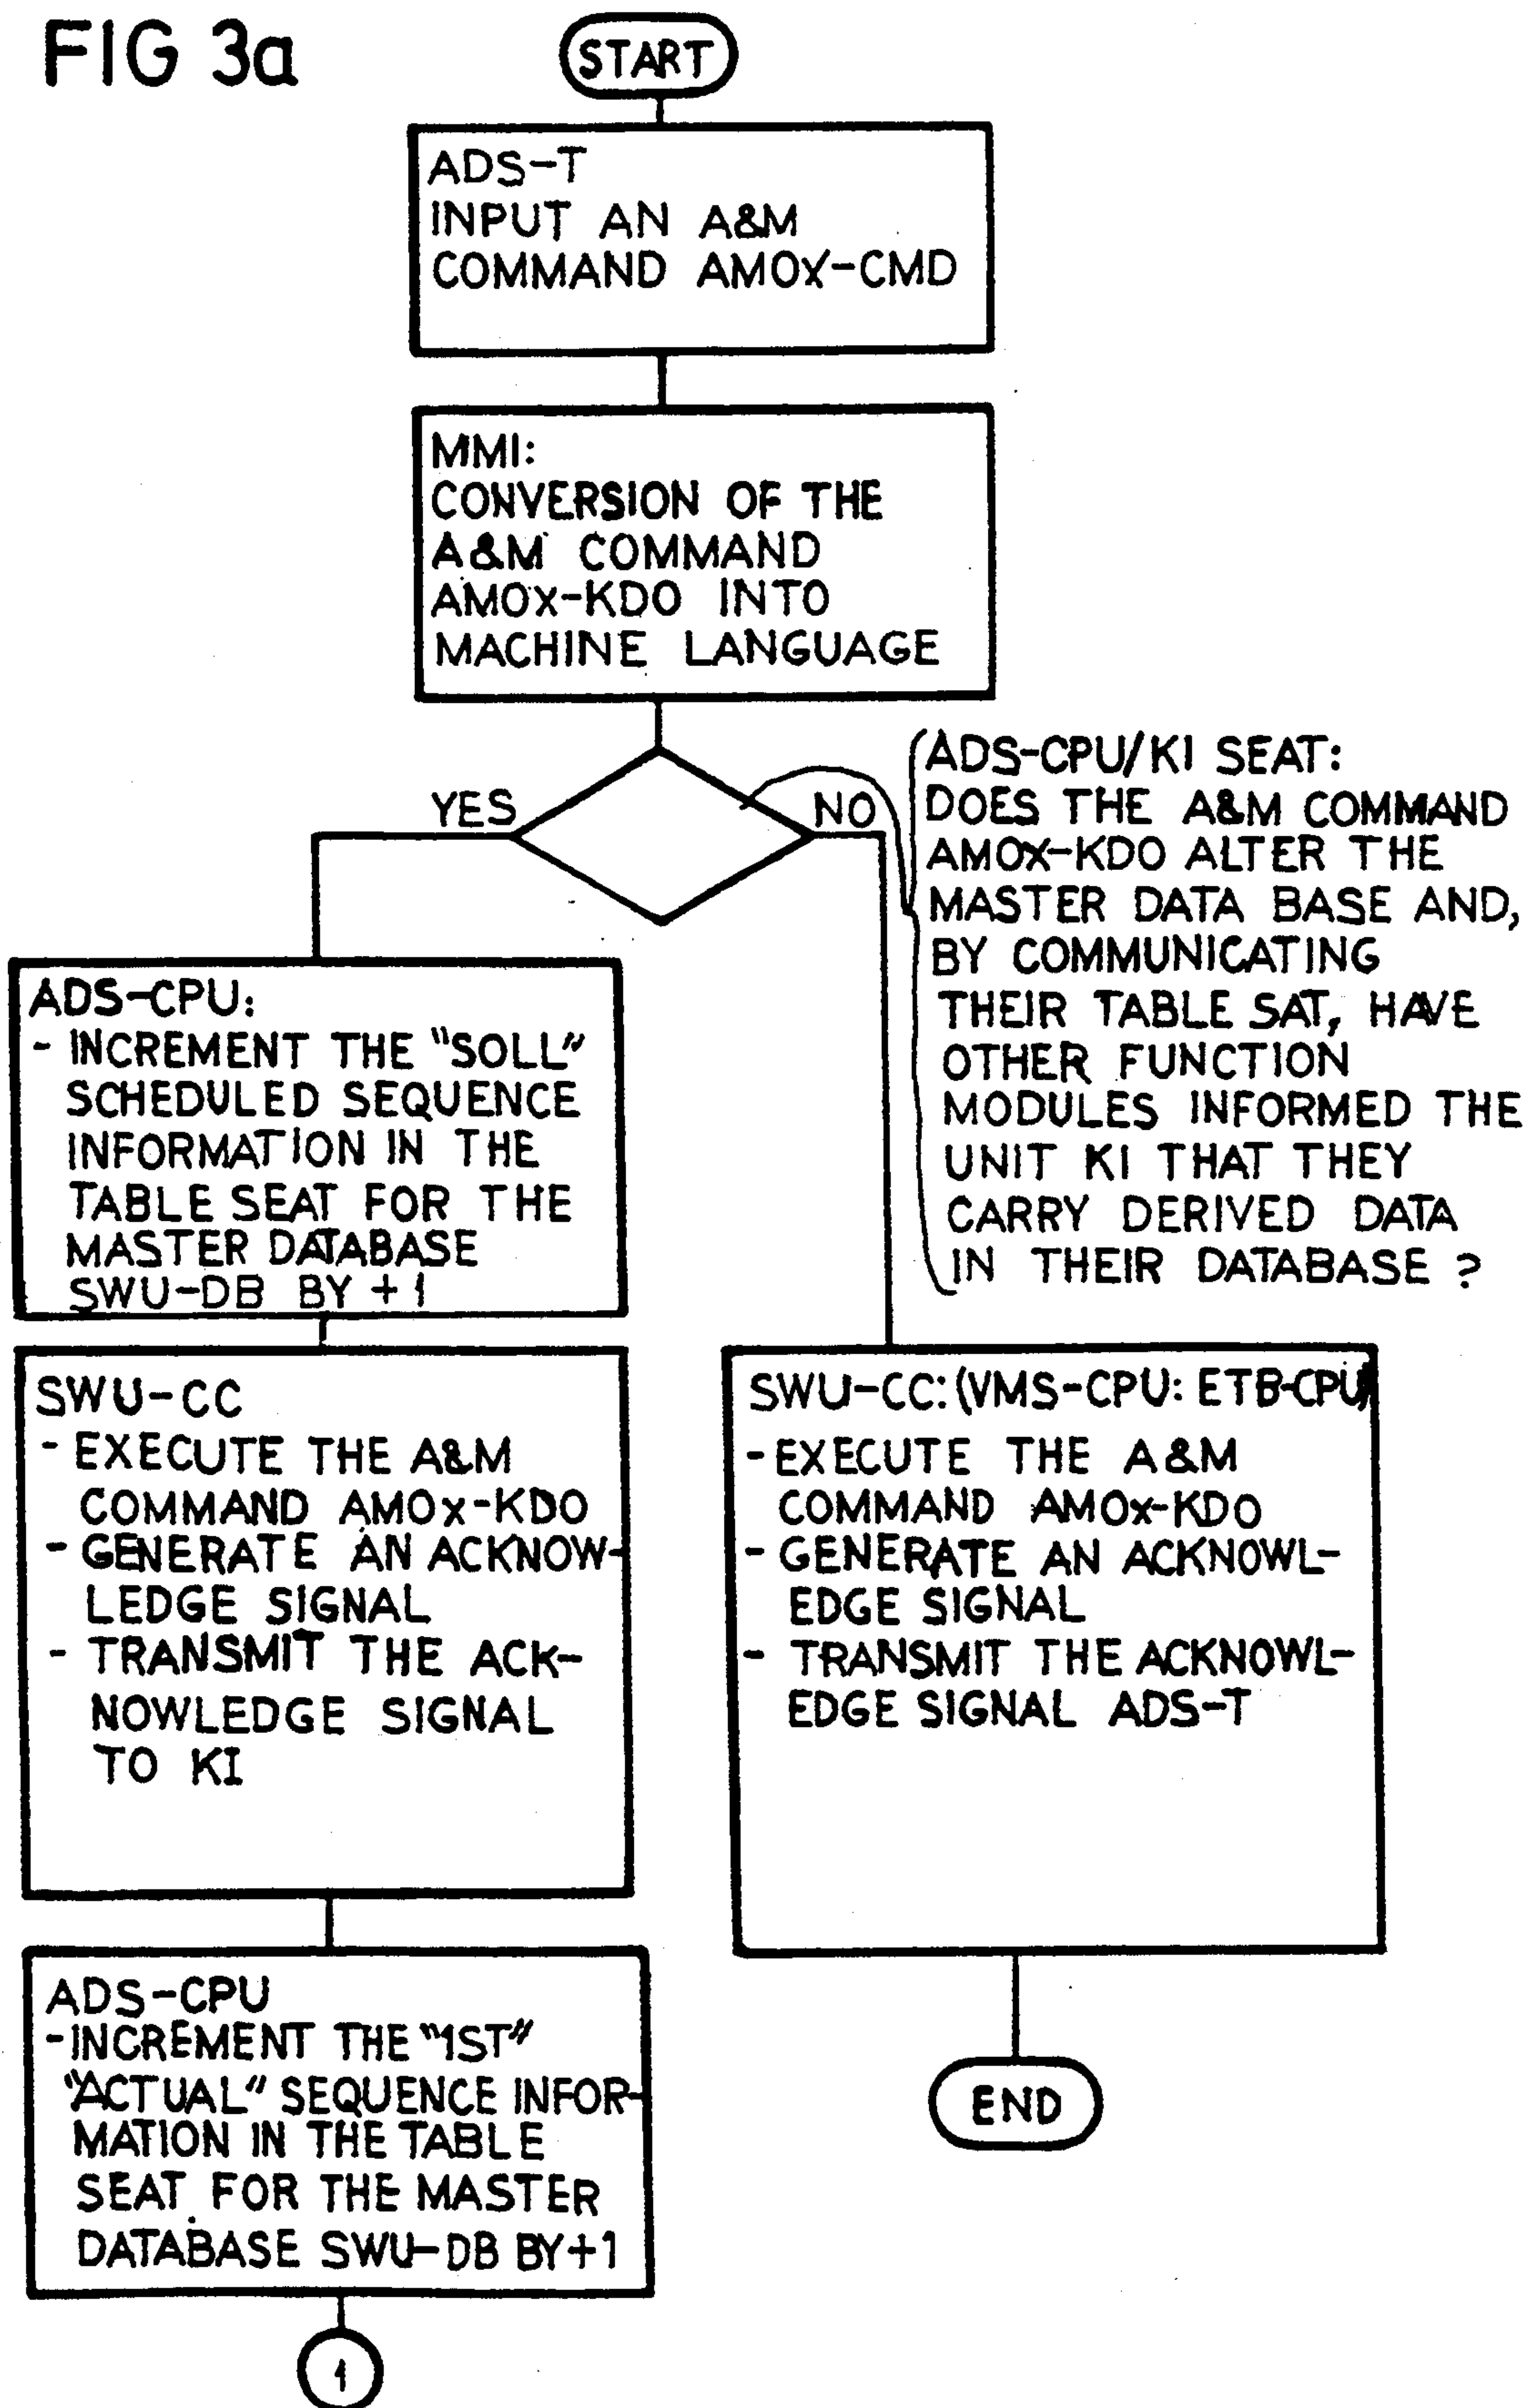 FIG 3a
START
ADS-T
INPUT AN A&M
COMMAND AMOX-CMD
MMI:
CONVERSION OF THE
A&M COMMAND
AMOX-KDO INTO
MACHINE LANGUAGE
YES
NO
ADS-CPU/KI SEAT:
DOES THE A&M COMMAND
AMOX-KDO ALTER THE
MASTER DATA BASE AND,
BY COMMUNICATING
THEIR TABLE SAT, HAVE
OTHER FUNCTION
MODULES INFORMED THE
UNIT KI THAT THEY
CARRY DERIVED DATA
IN THEIR DATABASE ?
ADS-CPU:
- INCREMENT THE "SOLL"
SCHEDULED SEQUENCE
INFORMATION IN THE
TABLE SEAT FOR THE
MASTER DATABASE
SWU-DB BY +1
SWU-CC
- EXECUTE THE A&M
COMMAND AMOx-KDO
- GENERATE AN ACKNOW-
LEDGE SIGNAL
- TRANSMIT THE ACK-
NOWLEDGE SIGNAL
TO KI
SWU-CC: (VMS-CPU: ETB-CPU)
- EXECUTE THE A&M
COMMAND AMOx-KDO
- GENERATE AN ACKNOWL-
EDGE SIGNAL
- TRANSMIT THE ACKNOWL-
EDGE SIGNAL ADS-T
ADS-CPU
- INCREMENT THE "1ST"
"ACTUAL" SEQUENCE INFOR-
MATION IN THE TABLE
SEAT FOR THE MASTER
DATABASE SWU-DB BY+1
END
1